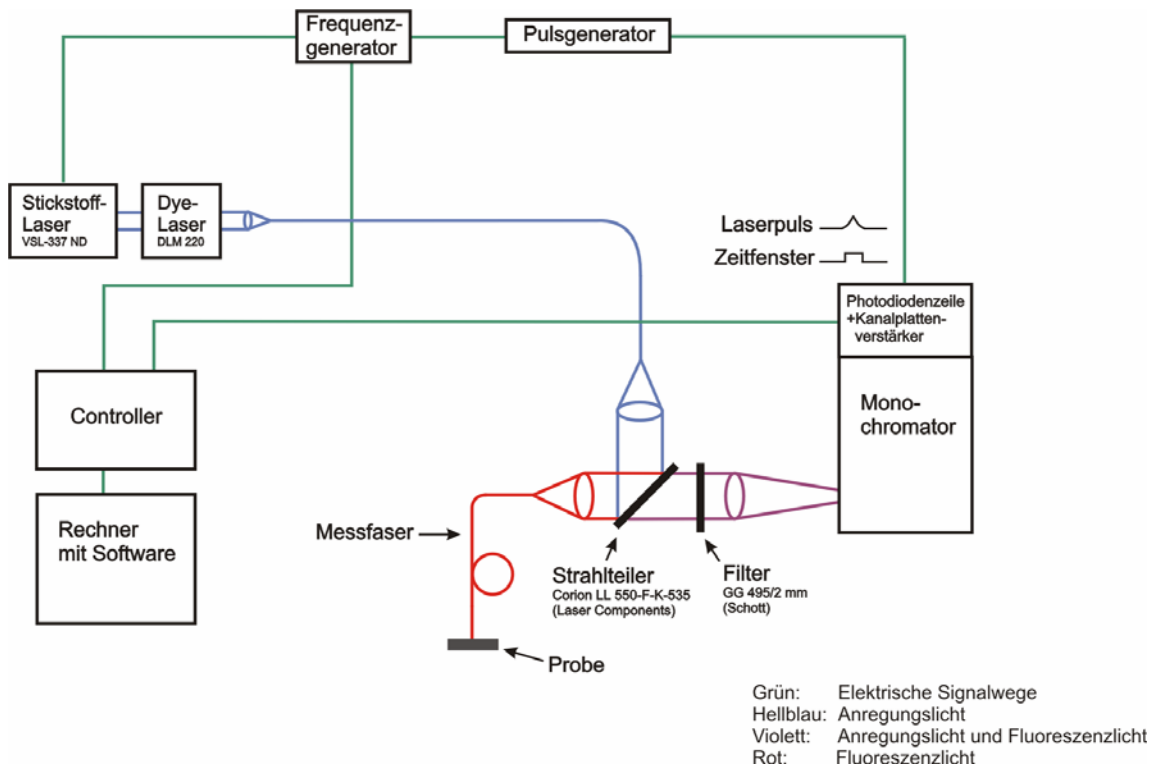 Frequenz-
generator
Pulsgenerator
Stickstoff-
Laser
VSL-337 ND
Dye-
Laser
DLM 220
Laserpuls
Zeitfenster
Photodiodenzeile
+Kanalplatten-
verstärker
Controller
Mono-
chromator
Rechner
mit Software
Messfaser
Strahlteiler
Corion LL 550-F-K-535
(Laser Components)
Filter
GG 495/2 mm
(Schott)
Probe
Grün: Elektrische Signalwege
Hellblau: Anregungslicht
Violett: Anregungslicht und Fluoreszenzlicht
Rot: Fluoreszenzlicht